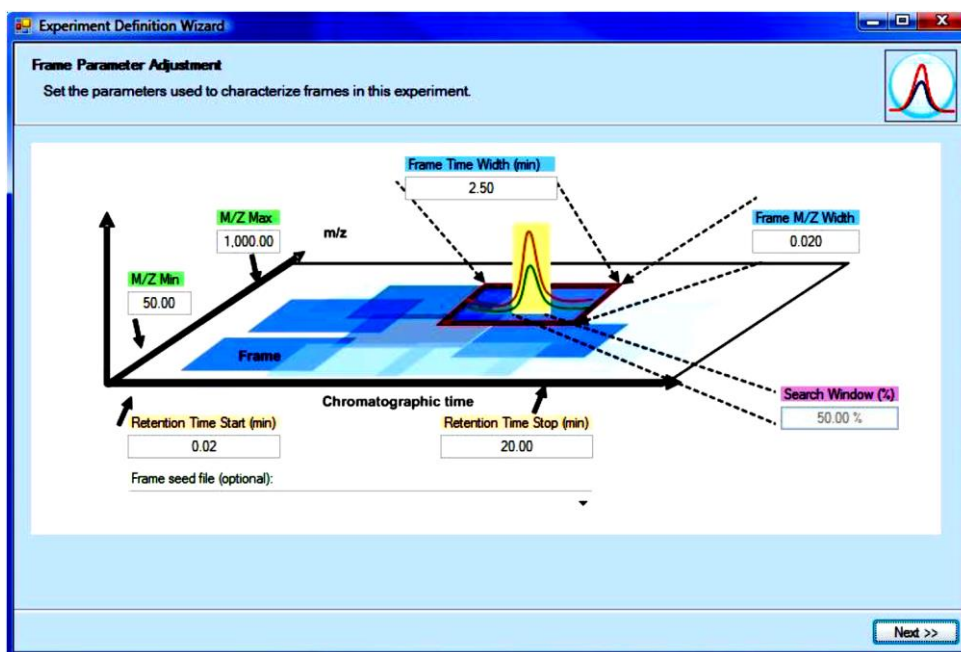 Experiment Definition Wizard
Frame Parameter Adjustment
Set the parameters used to characterize frames in this experiment.
Frame Time Width (min)
2.50
M/Z Max
1,000.00
m/z
Frame M/Z Width
0.020
M/Z Min
50.00
Frame
Chromatographic time
Search Window (%)
50.00 %
Retention Time Start (min)
0.02
Retention Time Stop (min)
20.00
Frame seed file (optional):
Next >>